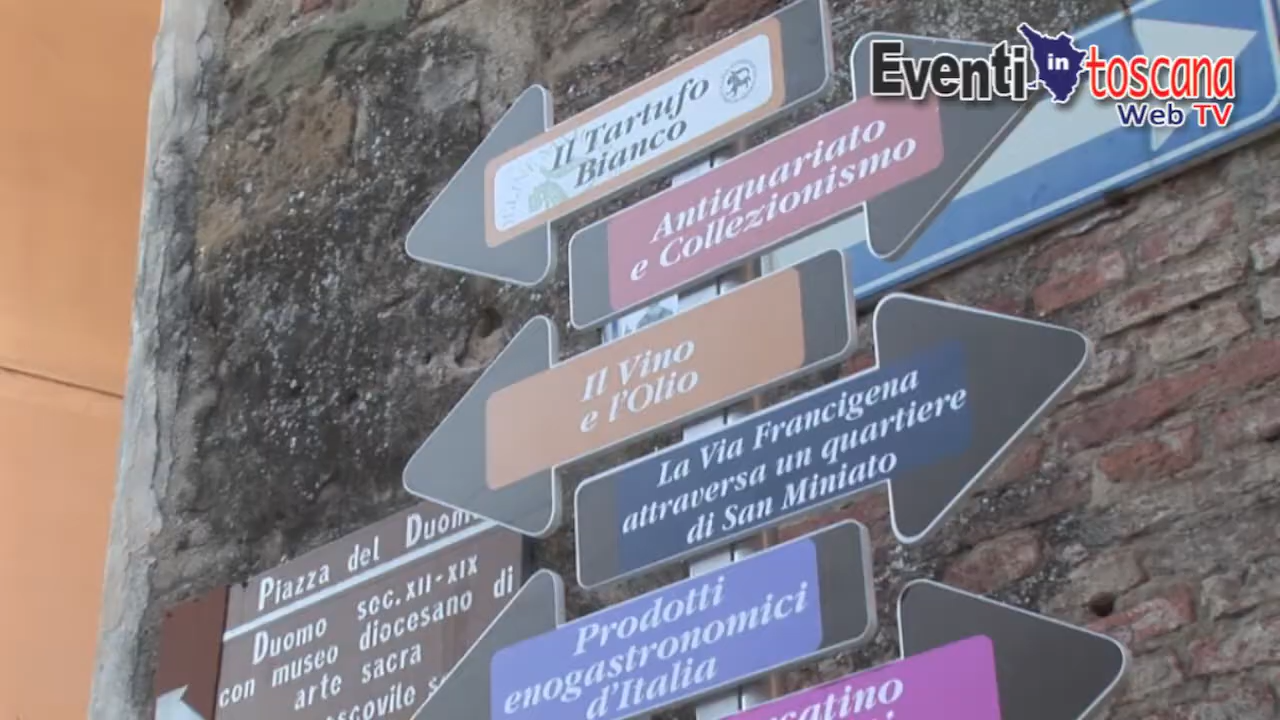 Eventi in toscana
Web TV
Il Tartufo
Bianco
Antiquariato
e Collezionismo
Il Vino
e l'Olio
La Via Francigena
attraversa un quartiere
di San Miniato
Prodotti
enogastronomici
d'Italia
Piazza del Duomo
sec. XII-XIX
Duomo
con museo diocesano di
arte sacra